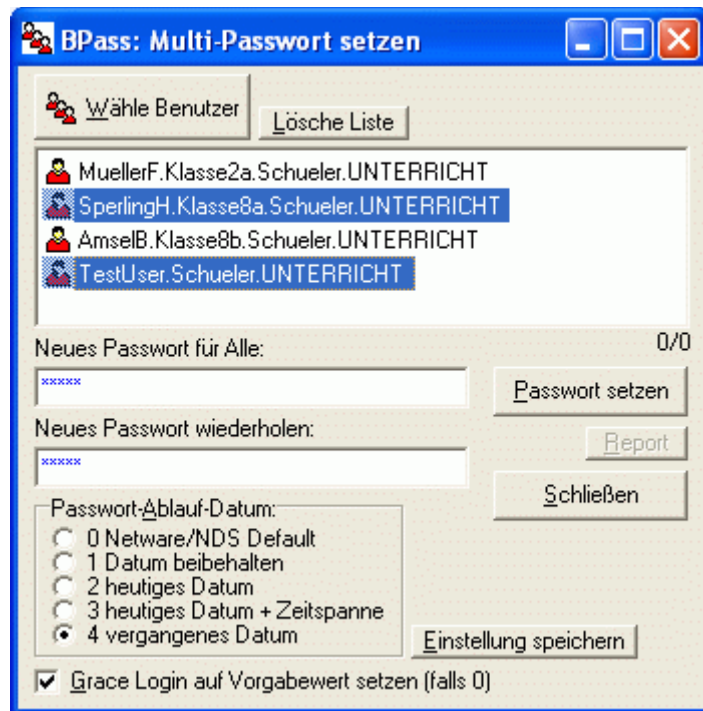 BPass: Multi-Passwort setzen
Wähle Benutzer
Lösche Liste
MuellerF.Klasse2a.Schueler.UNTERRICHT
SperlingH.Klasse8a.Schueler.UNTERRICHT
AmselB.Klasse8b.Schueler.UNTERRICHT
TestUser.Schueler.UNTERRICHT
0/0
Neues Passwort für Alle:
*****
Passwort setzen
Neues Passwort wiederholen:
*****
Report
Schließen
Passwort-Ablauf-Datum:
0 Netware/NDS Default
1 Datum beibehalten
2 heutiges Datum
3 heutiges Datum + Zeitspanne
4 vergangenes Datum
Einstellung speichern
Grace Login auf Vorgabewert setzen (falls 0)